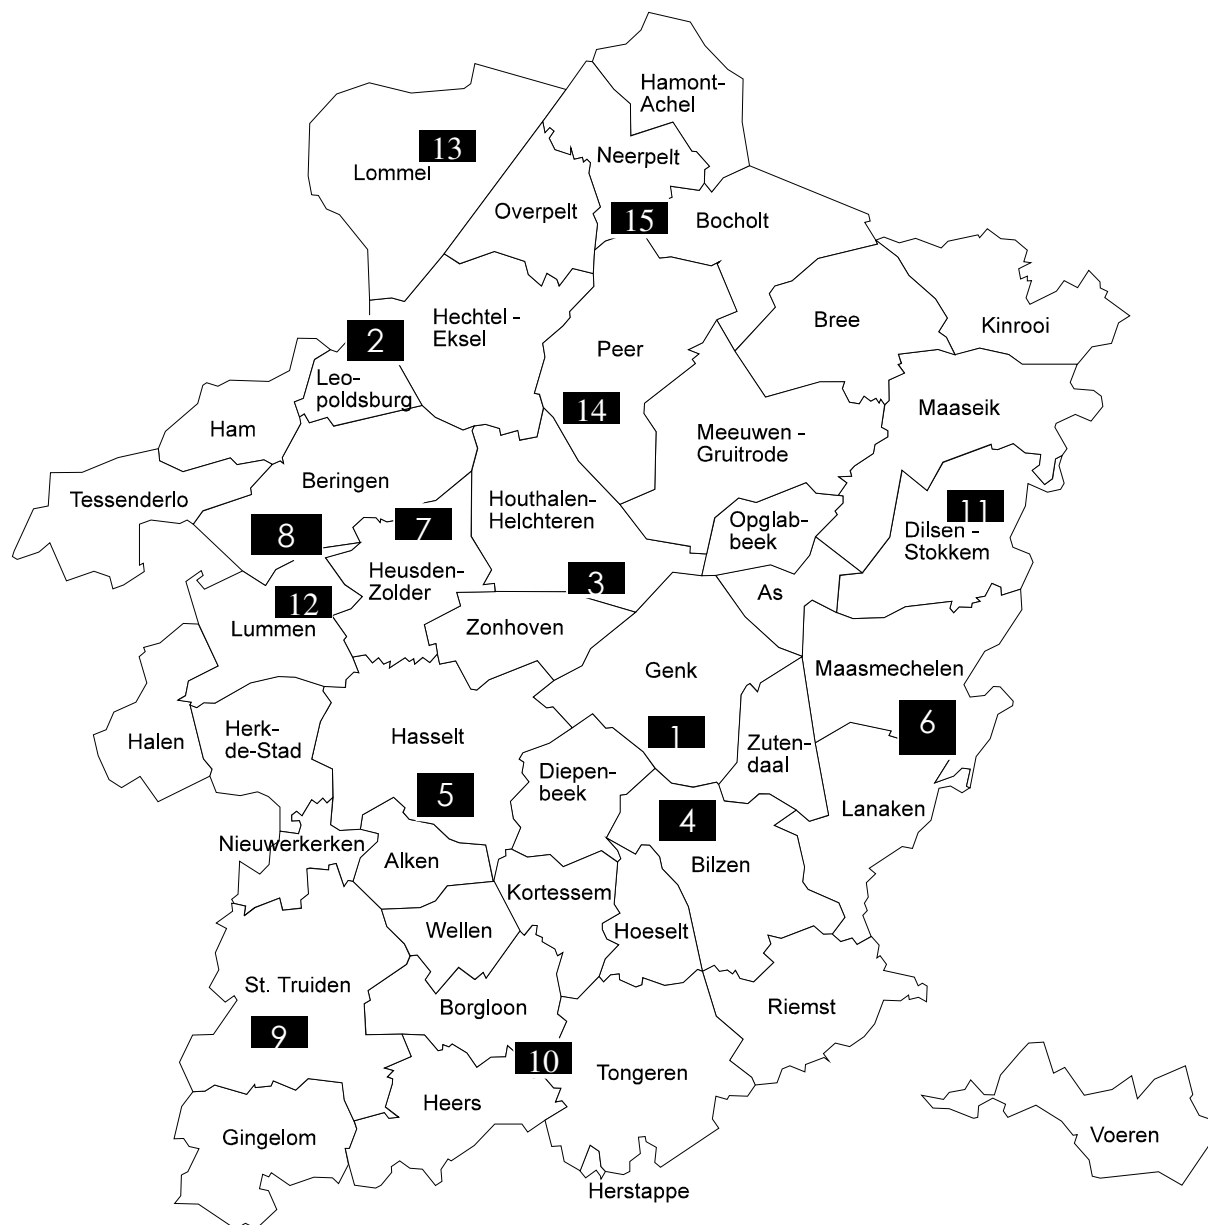 Hamont-
Achel
13
Lommel
Neerpelt
Overpelt
15
Bocholt
Hechtel -
Eksel
2
Bree
Kinrooi
Peer
Leo-
poldsburg
14
Maaseik
Ham
Meeuwen -
Gruitrode
Beringen
Tessenderlo
Houthalen-
Helchteren
11
Dilsen -
Stokkem
7
8
Opglab-
beek
Heusden-
Zolder
3
As
12
Lummen
Zonhoven
Genk
Maasmechelen
6
Halen
Herk-
de-Stad
Hasselt
1
Zuten-
daal
Diepen-
beek
5
4
Lanaken
Nieuwerkerken
Alken
Bilzen
Kortessem
Wellen
Hoeselt
St. Truiden
Borgloon
Riemst
9
10
Tongeren
Heers
Gingelom
Voeren
Herstappe